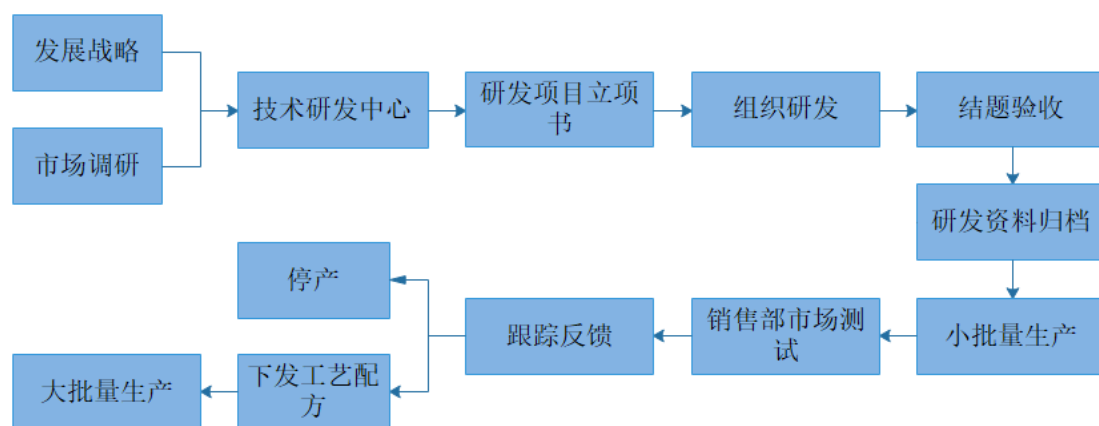 发展战略
市场调研
技术研发中心
研发项目立项
书
组织研发
结题验收
研发资料归档
小批量生产
销售部市场测
试
跟踪反馈
停产
下发工艺配
方
大批量生产